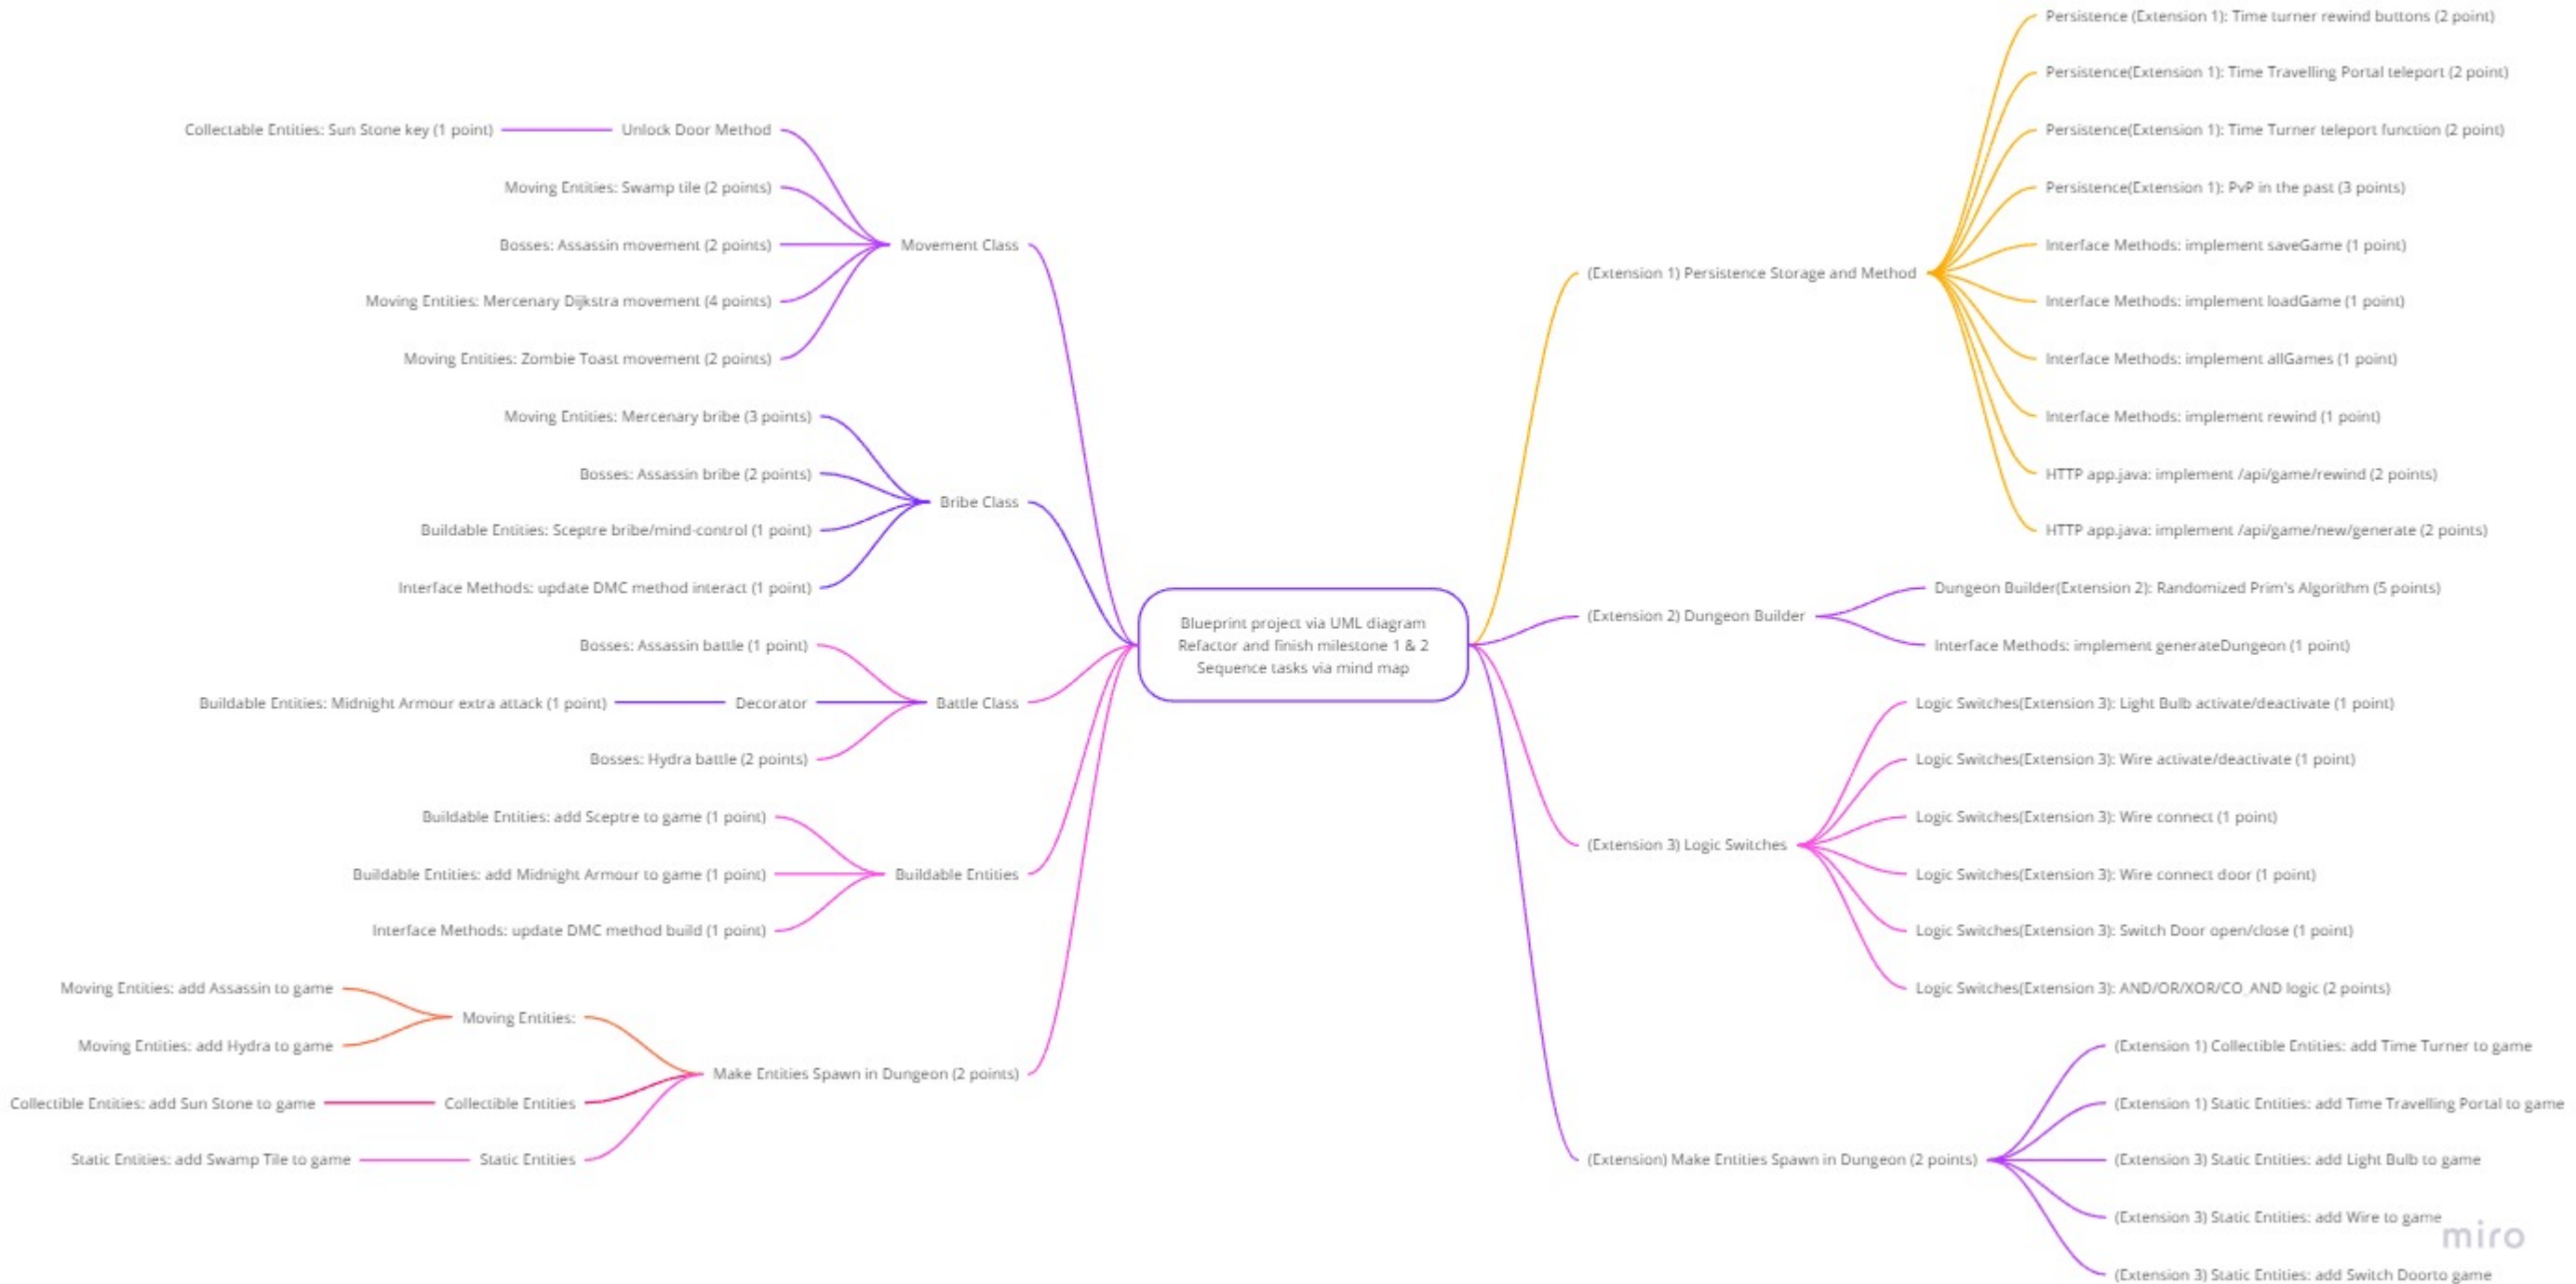 Collectable Entities: Sun Stone key (1 point)
Unlock Door Method
Moving Entities: Swamp tile (2 points)
Bosses: Assassin movement (2 points)
Moving Entities: Mercenary Dijkstra movement (4 points)
Moving Entities: Zombie Toast movement (2 points)
Movement Class
Moving Entities: Mercenary bribe (3 points)
Bosses: Assassin bribe (2 points)
Buildable Entities: Sceptre bribe/mind-control (1 point)
Interface Methods: update DMC method interact (1 point)
Bribe Class
Bosses: Assassin battle (1 point)
Buildable Entities: Midnight Armour extra attack (1 point)
Decorator
Bosses: Hydra battle (2 points)
Battle Class
Buildable Entities: add Sceptre to game (1 point)
Buildable Entities: add Midnight Armour to game (1 point)
Interface Methods: update DMC method build (1 point)
Buildable Entities
Moving Entities: add Assassin to game
Moving Entities: add Hydra to game
Moving Entities:
Collectible Entities: add Sun Stone to game
Collectible Entities
Static Entities: add Swamp Tile to game
Static Entities
Make Entities Spawn in Dungeon (2 points)
Blueprint project via UML diagram
Refactor and finish milestone 1 & 2
Sequence tasks via mind map
(Extension 1) Persistence Storage and Method
Persistence (Extension 1): Time turner rewind buttons (2 point)
Persistence(Extension 1): Time Travelling Portal teleport (2 point)
Persistence(Extension 1): Time Turner teleport function (2 point)
Persistence(Extension 1): PvP in the past (3 points)
Interface Methods: implement saveGame (1 point)
Interface Methods: implement loadGame (1 point)
Interface Methods: implement allGames (1 point)
Interface Methods: implement rewind (1 point)
HTTP app.java: implement /api/game/rewind (2 points)
HTTP app.java: implement /api/game/new/generate (2 points)
(Extension 2) Dungeon Builder
Dungeon Builder(Extension 2): Randomized Prim's Algorithm (5 points)
Interface Methods: implement generateDungeon (1 point)
(Extension 3) Logic Switches
Logic Switches(Extension 3): Light Bulb activate/deactivate (1 point)
Logic Switches(Extension 3): Wire activate/deactivate (1 point)
Logic Switches(Extension 3): Wire connect (1 point)
Logic Switches(Extension 3): Wire connect door (1 point)
Logic Switches(Extension 3): Switch Door open/close (1 point)
Logic Switches(Extension 3): AND/OR/XOR/CO_AND logic (2 points)
(Extension) Make Entities Spawn in Dungeon (2 points)
(Extension 1) Collectible Entities: add Time Turner to game
(Extension 1) Static Entities: add Time Travelling Portal to game
(Extension 3) Static Entities: add Light Bulb to game
(Extension 3) Static Entities: add Wire to game
(Extension 3) Static Entities: add Switch Doorto game
miro